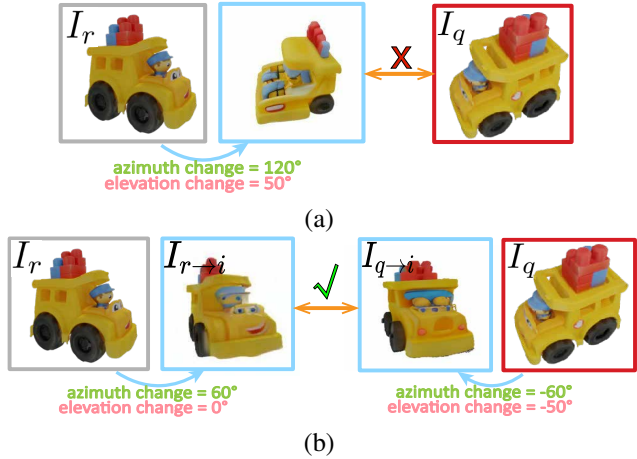 I_r
I_q
X
azimuth change = 120°
elevation change = 50°
(a)
I_r
I_{r→i}
√
I_{q→i}
I_q
azimuth change = 60°
elevation change = 0°
azimuth change = -60°
elevation change = -50°
(b)